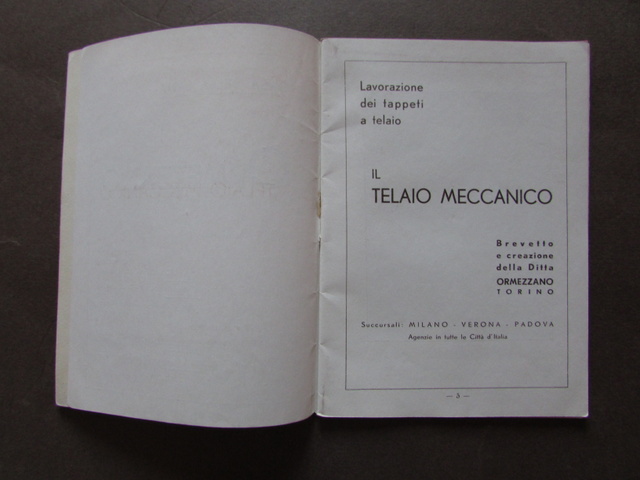 Lavorazione
dei tappeti
a telaio
IL
TELAIO MECCANICO
Brevetto
e creazione
della Ditta
ORMEZZANO
TORINO
Succursali: MILANO - VERONA - PADOVA
Agenzie in tutte le Città d'Italia
— 3 —